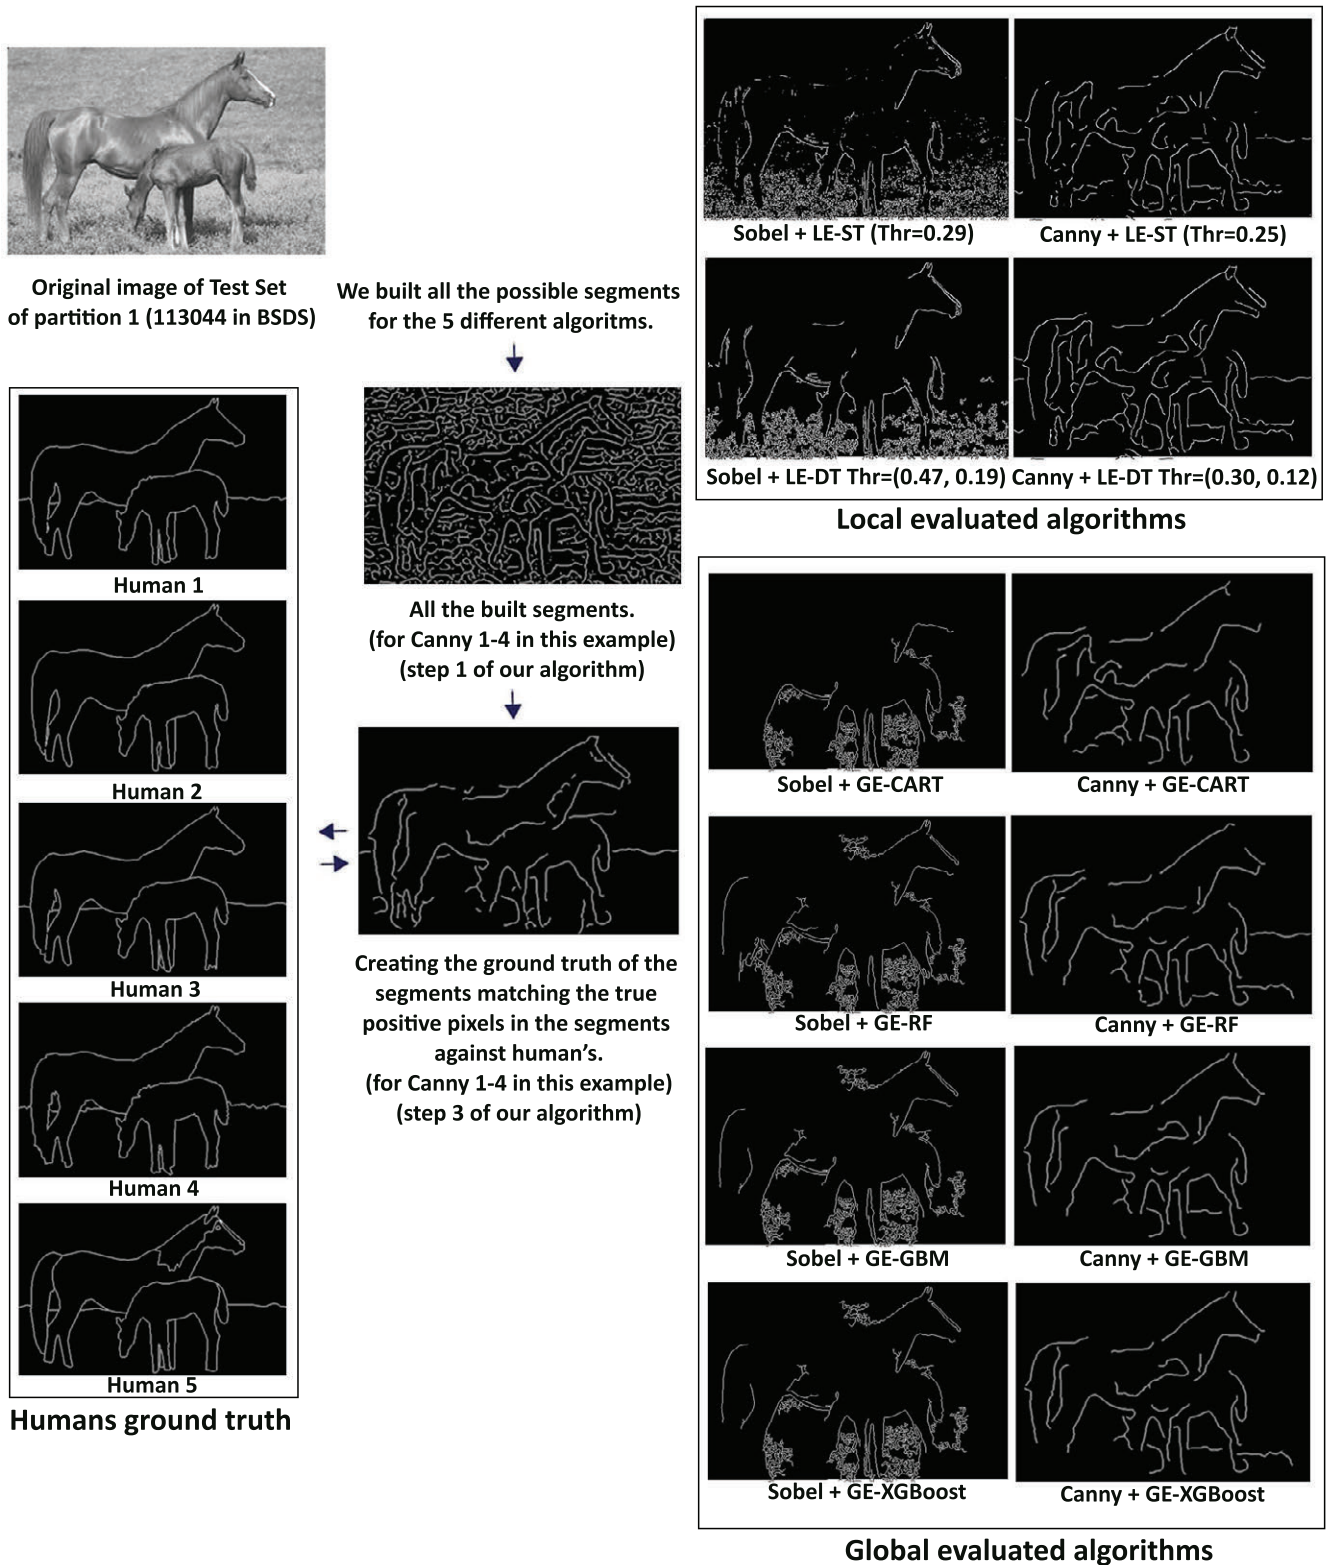 Original image of Test Set
of partition 1 (113044 in BSDS)
We built all the possible segments
for the 5 different algoritms.
Human 1
Human 2
Human 3
Human 4
Human 5
Humans ground truth
All the built segments.
(for Canny 1-4 in this example)
(step 1 of our algorithm)
Creating the ground truth of the
segments matching the true
positive pixels in the segments
against human's.
(for Canny 1-4 in this example)
(step 3 of our algorithm)
Sobel + LE-ST (Thr=0.29)
Canny + LE-ST (Thr=0.25)
Sobel + LE-DT Thr=(0.47, 0.19)
Canny + LE-DT Thr=(0.30, 0.12)
Local evaluated algorithms
Sobel + GE-CART
Canny + GE-CART
Sobel + GE-RF
Canny + GE-RF
Sobel + GE-GBM
Canny + GE-GBM
Sobel + GE-XGBoost
Canny + GE-XGBoost
Global evaluated algorithms